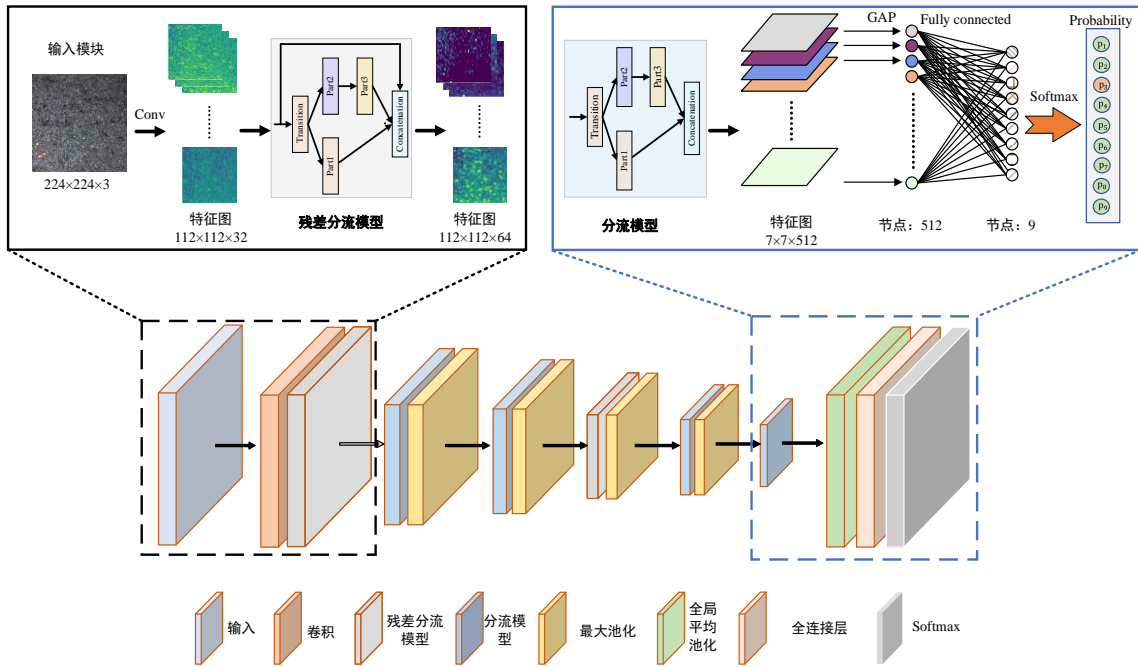 输入模块
Conv
224×224×3
特征图
112×112×32
Transition
Part2
Part3
Part1
Concatenation
残差分流模型
特征图
112×112×64
Transition
Part2
Part3
Part1
Concatenation
分流模型
特征图
7×7×512
GAP
Fully connected
节点：512
节点：9
Softmax
Probability
p1
p2
p3
p4
p5
p6
p7
p8
p9
输入
卷积
残差分流
模型
分流模
型
最大池化
全局
平均
池化
全连接层
Softmax